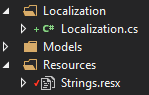 Localization
+ C# Localization.cs
Models
Resources
Strings.resx